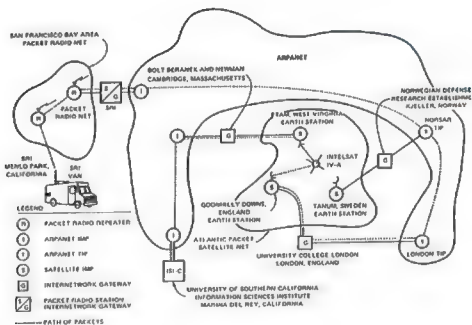 SAN FRANCISCO BAY AREA
PACKET RADIO NET
ARPANET
BOLT BERANEK AND NEWMAN
CAMBRIDGE, MASSACHUSETTS
NORWEGIAN DEFENSE
RESEARCH ESTABLISHMENT
KJELLER, NORWAY
ETAM, WEST VIRGINIA
EARTH STATION
PACKET
RADIO NET
SRI
NORSAR
TIP
INTELSAT
IV-A
SRI
MENLO PARK,
CALIFORNIA
SRI
VAN
GOONHILLY DOWNS,
ENGLAND
EARTH STATION
TANUM, SWEDEN
EARTH STATION
ATLANTIC PACKET
SATELLITE NET
UNIVERSITY COLLEGE LONDON
LONDON, ENGLAND
LONDON TIP
ISI-C
UNIVERSITY OF SOUTHERN CALIFORNIA
INFORMATION SCIENCES INSTITUTE
MARINA DEL REY, CALIFORNIA
LEGEND
R PACKET RADIO REPEATER
I ARPANET IMP
T ARPANET TIP
S SATELLITE IMP
G INTERNETWORK GATEWAY
S/G PACKET RADIO STATION
INTERNETWORK GATEWAY
PATH OF PACKETS